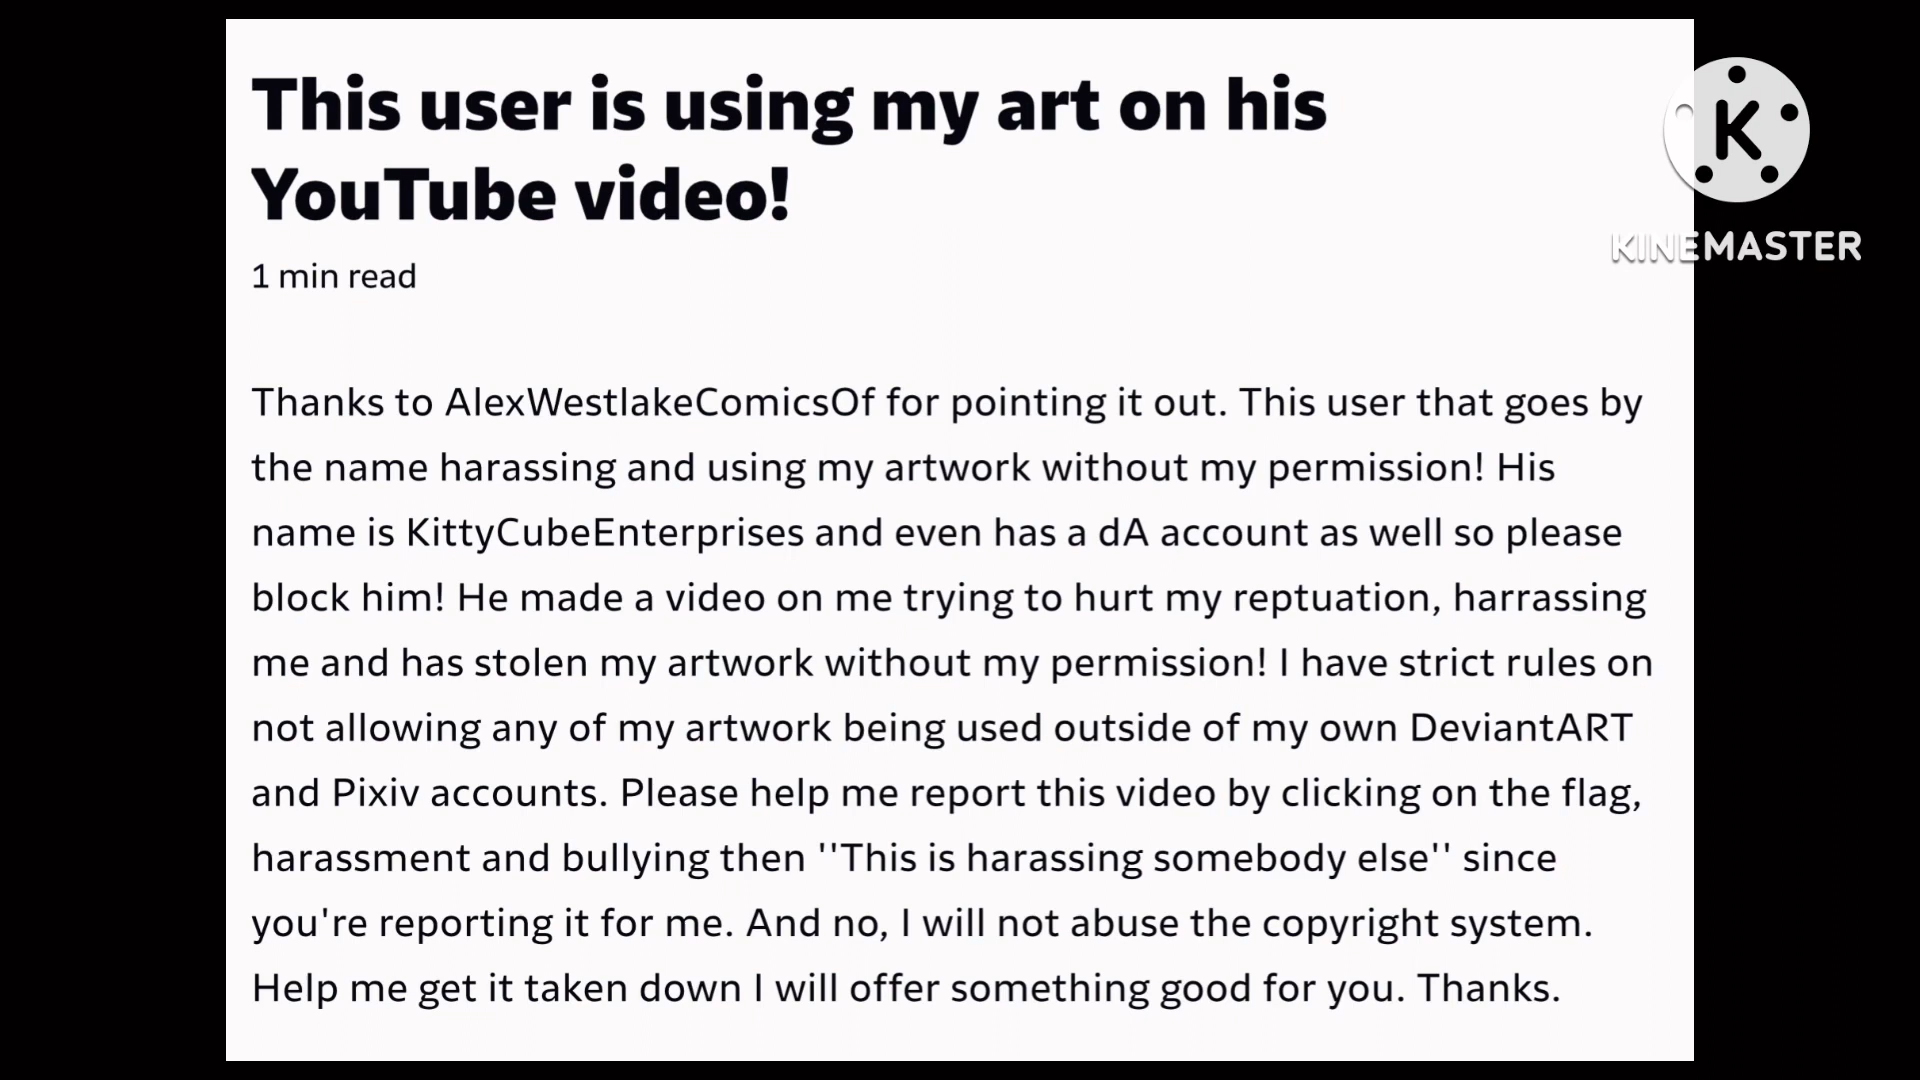 This user is using my art on his
YouTube video!
1 min read
Thanks to AlexWestlakeComicsOf for pointing it out. This user that goes by
the name harassing and using my artwork without my permission! His
name is KittyCubeEnterprises and even has a dA account as well so please
block him! He made a video on me trying to hurt my reptuation, harrassing
me and has stolen my artwork without my permission! I have strict rules on
not allowing any of my artwork being used outside of my own DeviantART
and Pixiv accounts. Please help me report this video by clicking on the flag,
harassment and bullying then ''This is harassing somebody else'' since
you're reporting it for me. And no, I will not abuse the copyright system.
Help me get it taken down I will offer something good for you. Thanks.
K
KINEMASTER